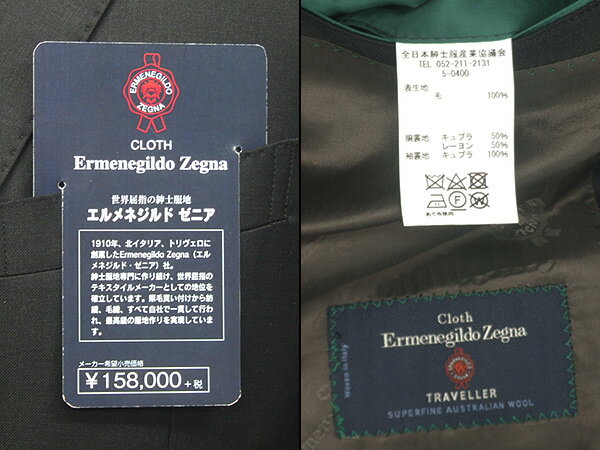 ERMENEGILDO
ZEGNA
CLOTH
Ermenegildo Zegna
世界屈指の紳士服地
エルメネジルド ゼニア
1910年、北イタリア、トリヴェロに
創業したErmenegildo Zegna（エル
メネジルド・ゼニア）社。
紳士服地専門に作り続け、世界屈指の
テキスタイルメーカーとしての地位を
確立しています。原毛買い付けから紡
績、毛織、すべて自社で一貫して行わ
れ、最高級の服地作りを実現していま
す。
メーカー希望小売価格
¥158,000+税
全日本紳士服産業協議会
TEL 052-211-2131
5-0400
表生地
毛 100%
胴裏地 キュプラ 50%
レーヨン 50%
袖裏地 キュプラ 100%
あて布使用
Cloth
Ermenegildo Zegna
Woven in Italy
TRAVELLER
SUPERFINE AUSTRALIAN WOOL